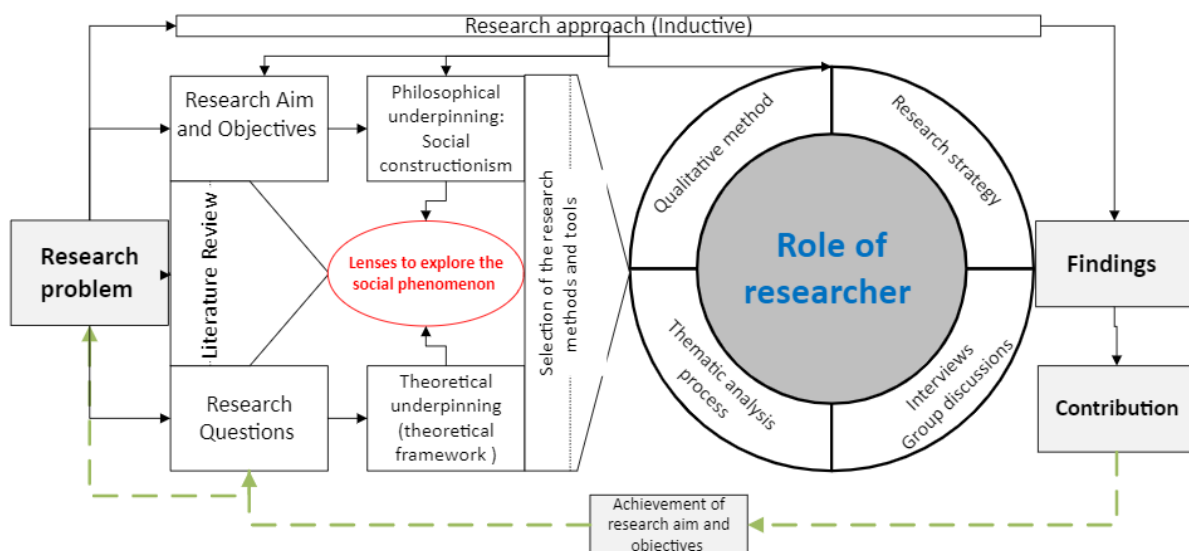 Research approach (Inductive)
Research Aim
and Objectives
Philosophical
underpinning:
Social
constructionism
Qualitative method
Research strategy
Research
problem
Literature Review
Lenses to explore the
social phenomenon
Selection of the research
methods and tools
Role of
researcher
Findings
Research
Questions
Theoretical
underpinning
(theoretical
framework )
Thematic analysis
process
Interviews
Group discussions
Contribution
Achievement of
research aim and
objectives